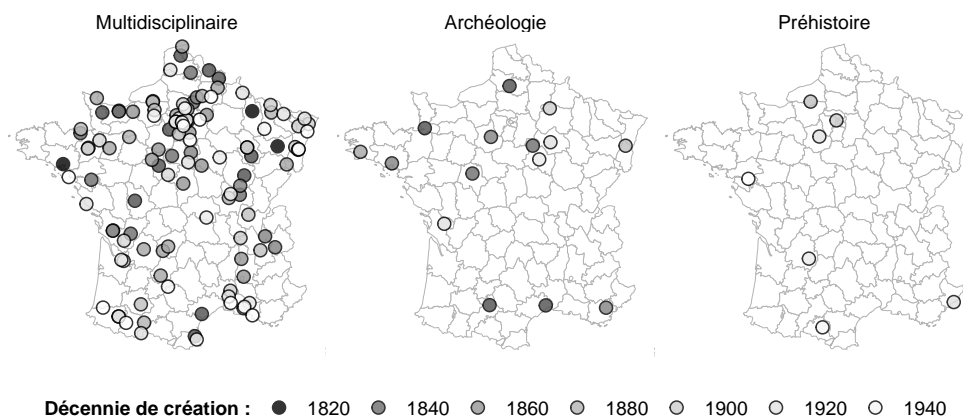 Multidisciplinaire Archéologie Préhistoire
Décennie de création : 1820 1840 1860 1880 1900 1920 1940